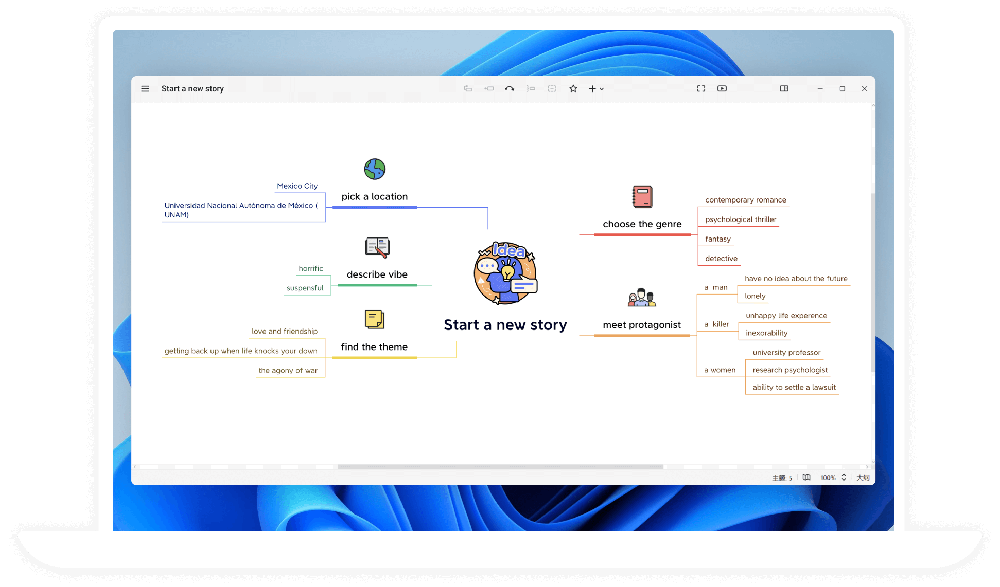 Start a new story
Mexico City
Universidad Nacional Autónoma de México (
UNAM)
pick a location
horrific
suspensful
describe vibe
love and friendship
getting back up when life knocks your down
the agony of war
find the theme
Idea
Start a new story
choose the genre
contemporary romance
psychological thriller
fantasy
detective
meet protagonist
a man
have no idea about the future
lonely
a killer
unhappy life experence
inexorability
a women
university professor
research psychologist
ability to settle a lawsuit
主题: 5
100%
大纲